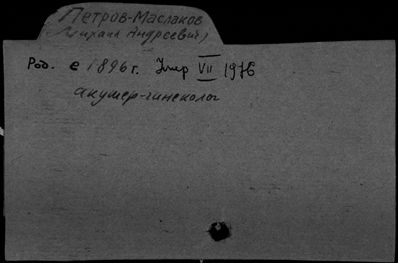 Петров-Маслаков
(Михаил Андреевич)
Род. в 1896 г. Умер VII 1976
акушер-гинеколог